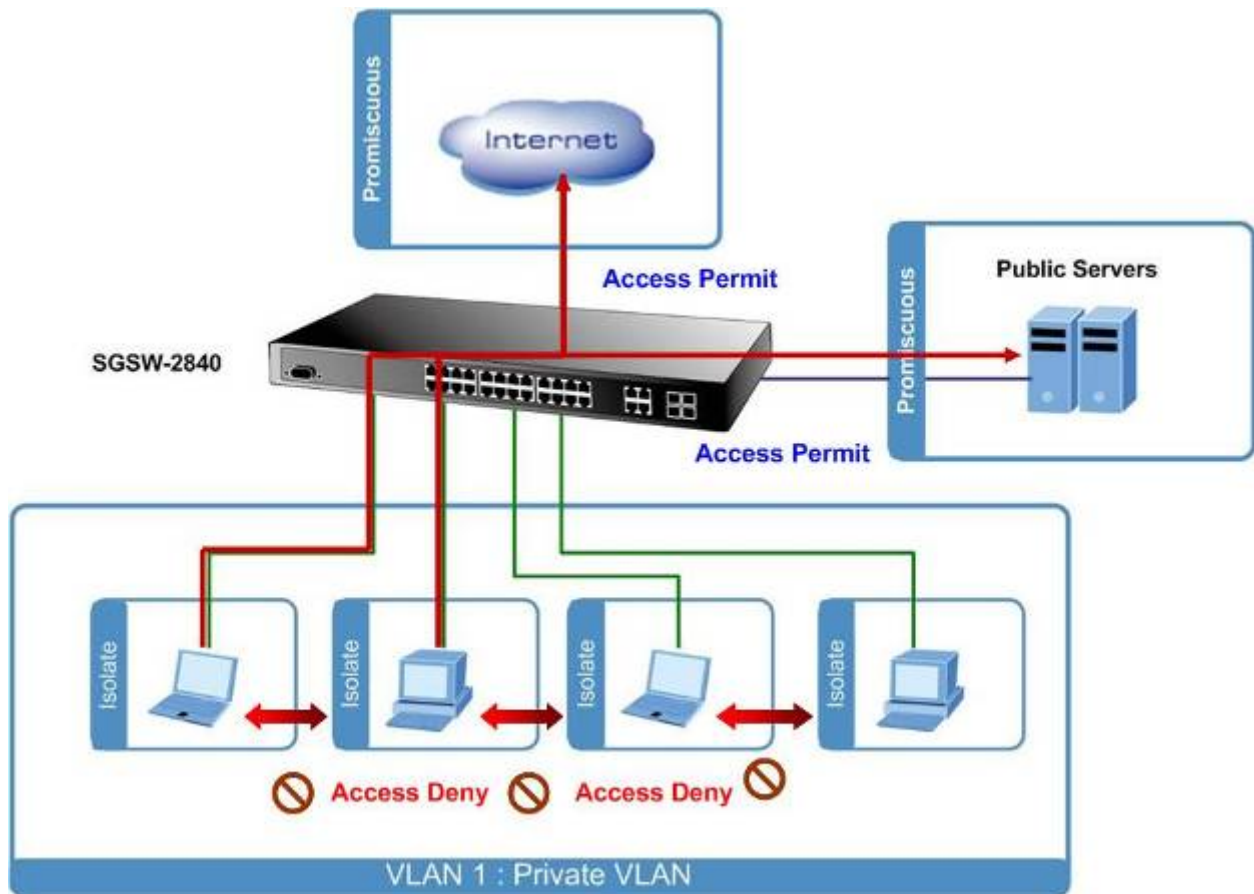 Promiscuous
Internet
Access Permit
Promiscuous
Public Servers
SGSW-2840
Access Permit
Isolate
Isolate
Isolate
Isolate
Access Deny
Access Deny
VLAN 1 : Private VLAN